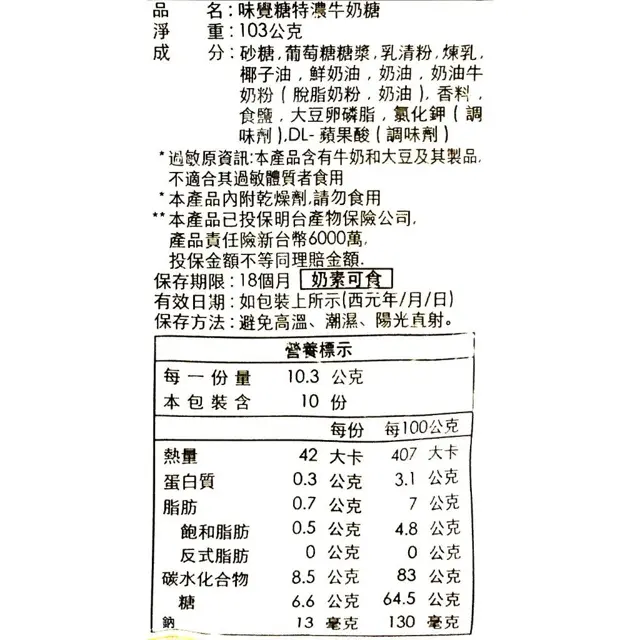 品名:味覺糖特濃牛奶糖
淨重:103公克
成分:砂糖,葡萄糖糖漿,乳清粉,煉乳,
椰子油,鮮奶油,奶油,奶油牛
奶粉(脫脂奶粉,奶油),香料,
食鹽,大豆卵磷脂,氯化鉀(調
味劑),DL-蘋果酸(調味劑)
*過敏原資訊:本產品含有牛奶和大豆及其製品,
不適合其過敏體質者食用
*本產品內附乾燥劑,請勿食用
**本產品已投保明台產物保險公司,
產品責任險新台幣6000萬,
投保金額不等同理賠金額.
保存期限:18個月 奶素可食
有效日期:如包裝上所示(西元年/月/日)
保存方法:避免高溫、潮濕、陽光直射。
營養標示
每一份量 10.3 公克
本包裝含 10 份
每份 每100公克
熱量 42 大卡 407 大卡
蛋白質 0.3 公克 3.1 公克
脂肪 0.7 公克 7 公克
飽和脂肪 0.5 公克 4.8 公克
反式脂肪 0 公克 0 公克
碳水化合物 8.5 公克 83 公克
糖 6.6 公克 64.5 公克
鈉 13 毫克 130 毫克